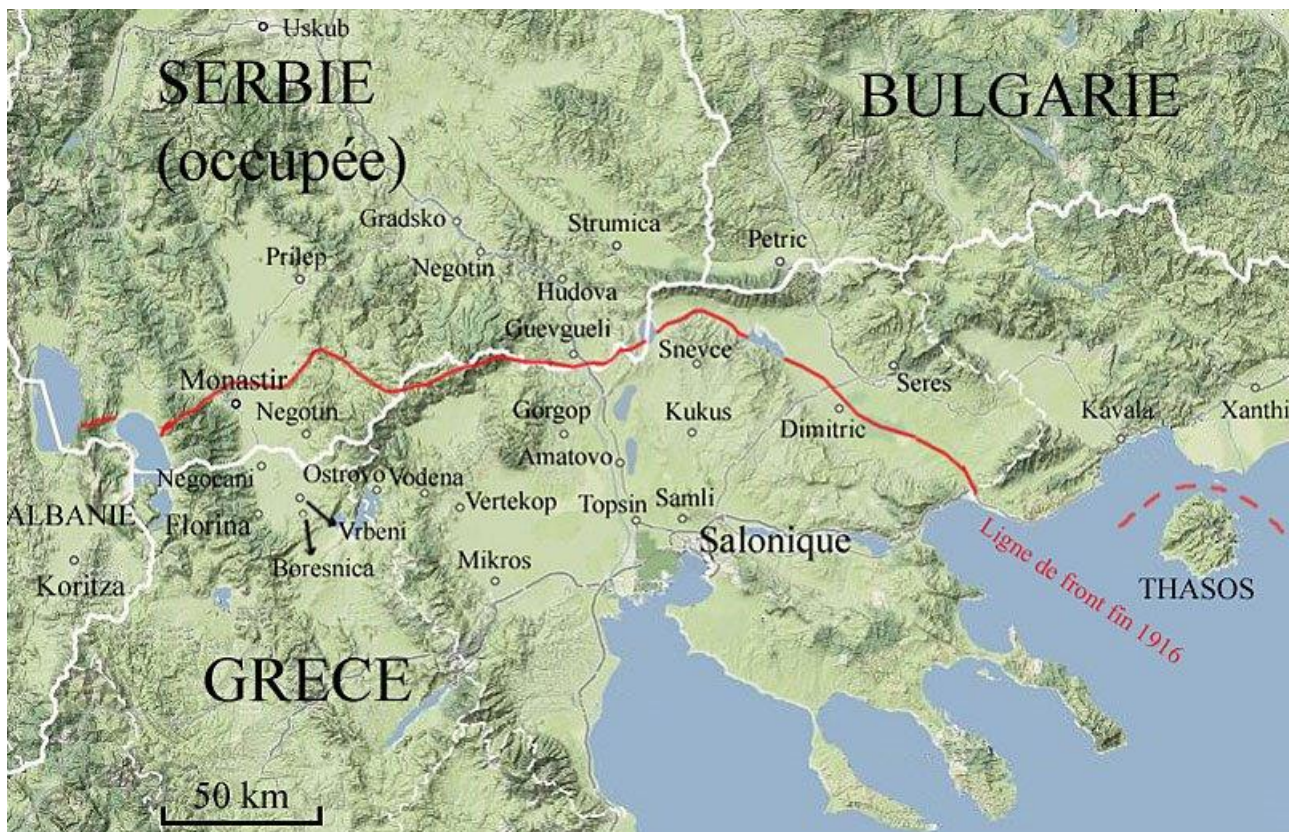 Uskub
SERBIE
(occupée)
BULGARIE
Gradsko
Strumica
Petric
Prilep
Negotin
Hudova
Guevgueli
Snevce
Monastir
Seres
Negotin
Gorgop
Kukus
Dimitric
Kavala
Xanthi
Negocani
Ostrovo
Vodena
Amatovo
ALBANIE
Florina
Vrbeni
Vertekop
Topsin
Samli
Salonique
Koritza
Boresnica
Mikros
Ligne de front fin 1916
THASOS
GRECE
50 km